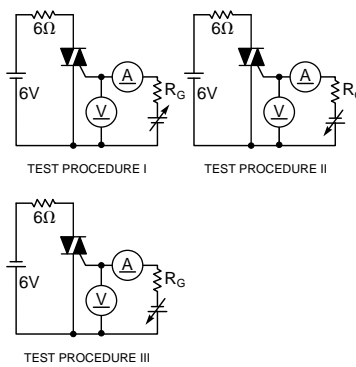 6Ω
A
RG
V
6V
TEST PROCEDURE I
6Ω
A
R
V
6V
TEST PROCEDURE II
6Ω
A
RG
V
6V
TEST PROCEDURE III